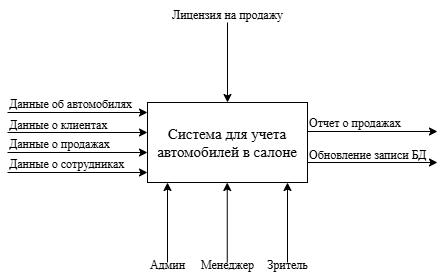 Лицензия на продажу
Данные об автомобилях
Данные о клиентах
Данные о продажах
Данные о сотрудниках
Система для учета
автомобилей в салоне
Отчет о продажах
Обновление записи БД
Админ
Менеджер
Зритель